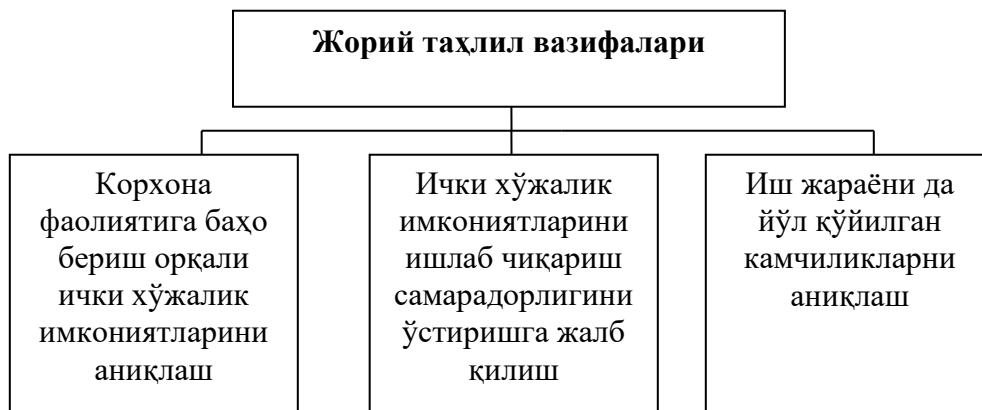 Жорий таҳлил вазифалари
Корхона
фаолиятига баҳо
бериш орқали
ички хўжалик
имкониятларини
аниқлаш
Ички хўжалик
имкониятларини
ишлаб чиқариш
самарадорлигини
ўстиришга жалб
қилиш
Иш жараёни да
йўл қўйилган
камчиликларни
аниқлаш